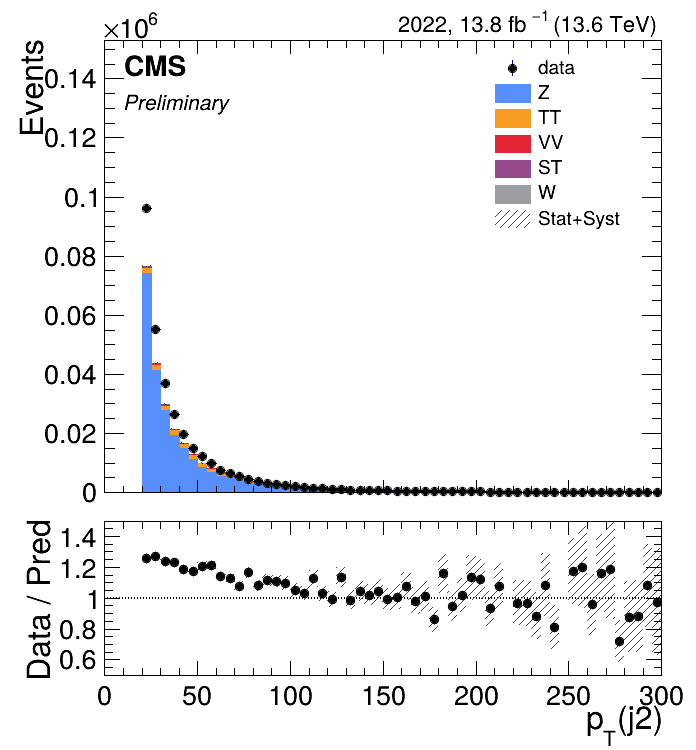 ×10⁶
2022, 13.8 fb⁻¹ (13.6 TeV)
Events
CMS
Preliminary
data
Z
TT
VV
ST
W
Stat+Syst
0.14
0.12
0.1
0.08
0.06
0.04
0.02
0
Data / Pred
1.4
1.2
1
0.8
0.6
0 50 100 150 200 250 300
p_T(j2)